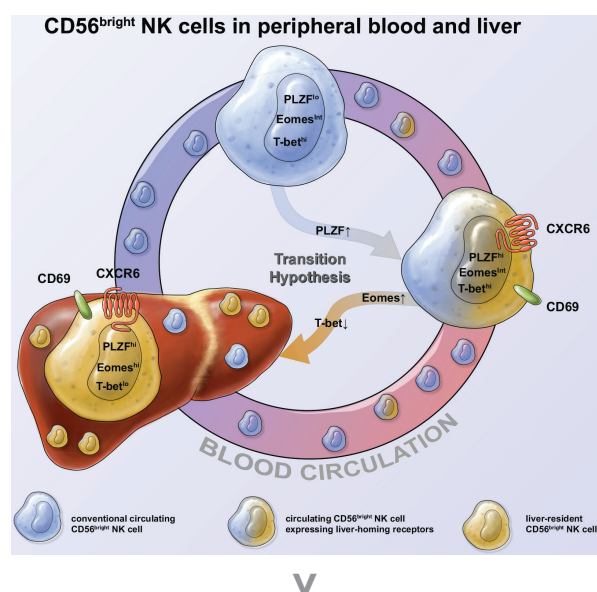 CD56bright NK cells in peripheral blood and liver
PLZFlo
EomesInt
T-bethi
PLZF↑
CXCR6
PLZFhi
EomesInt
T-bethi
Transition
Hypothesis
CD69
CXCR6
Eomes↑
CD69
T-bet↓
PLZFhi
Eomeshi
T-betlo
BLOOD CIRCULATION
conventional circulating
CD56bright NK cell
circulating CD56bright NK cell
expressing liver-homing receptors
liver-resident
CD56bright NK cell